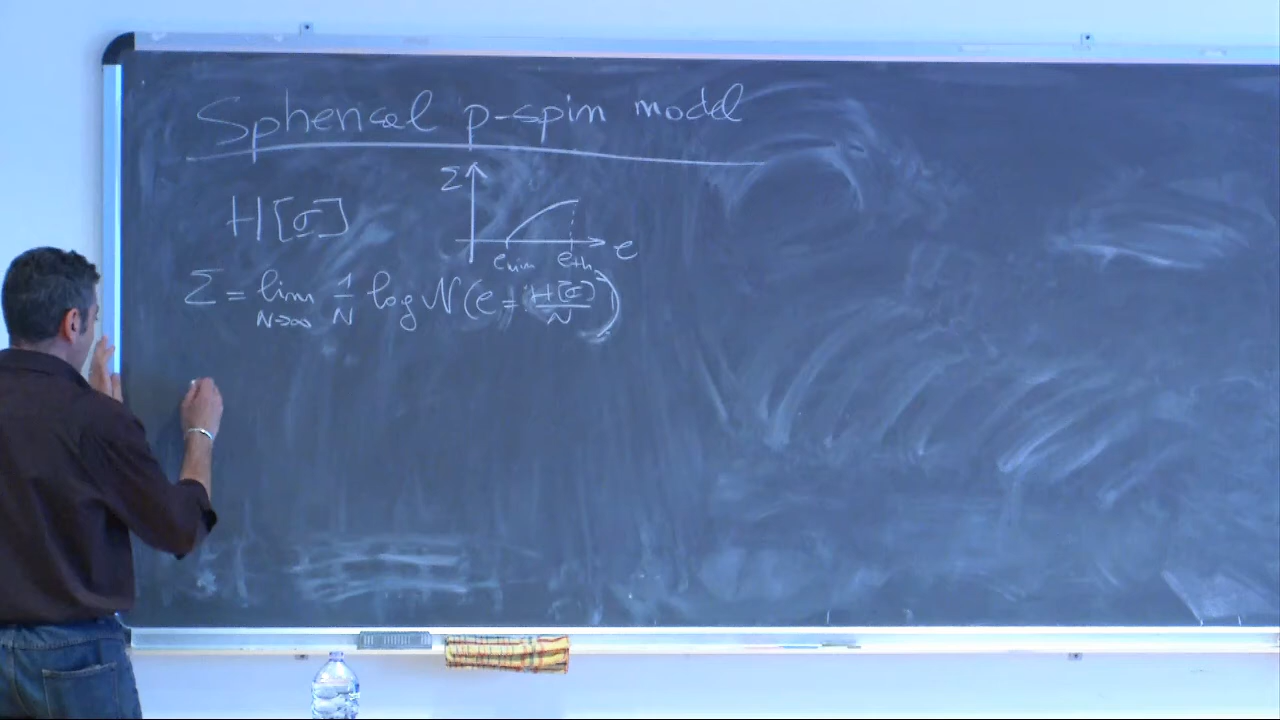 Spherical p-spin model
Σ
H[σ]
e
e_min e_th
Σ = lim_{N→∞} 1/N log 𝒩(e = H[σ]/N)